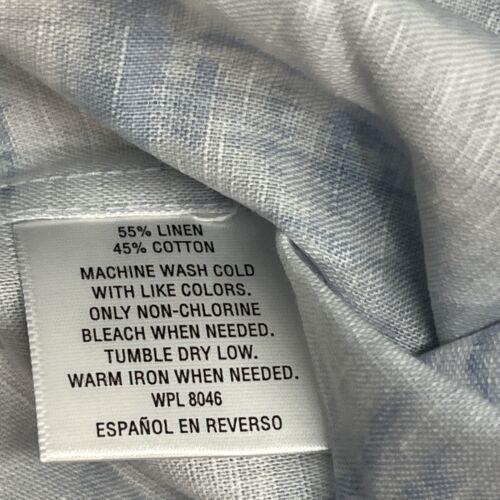 55% LINEN
45% COTTON
MACHINE WASH COLD
WITH LIKE COLORS.
ONLY NON-CHLORINE
BLEACH WHEN NEEDED.
TUMBLE DRY LOW.
WARM IRON WHEN NEEDED.
WPL 8046
ESPAÑOL EN REVERSO